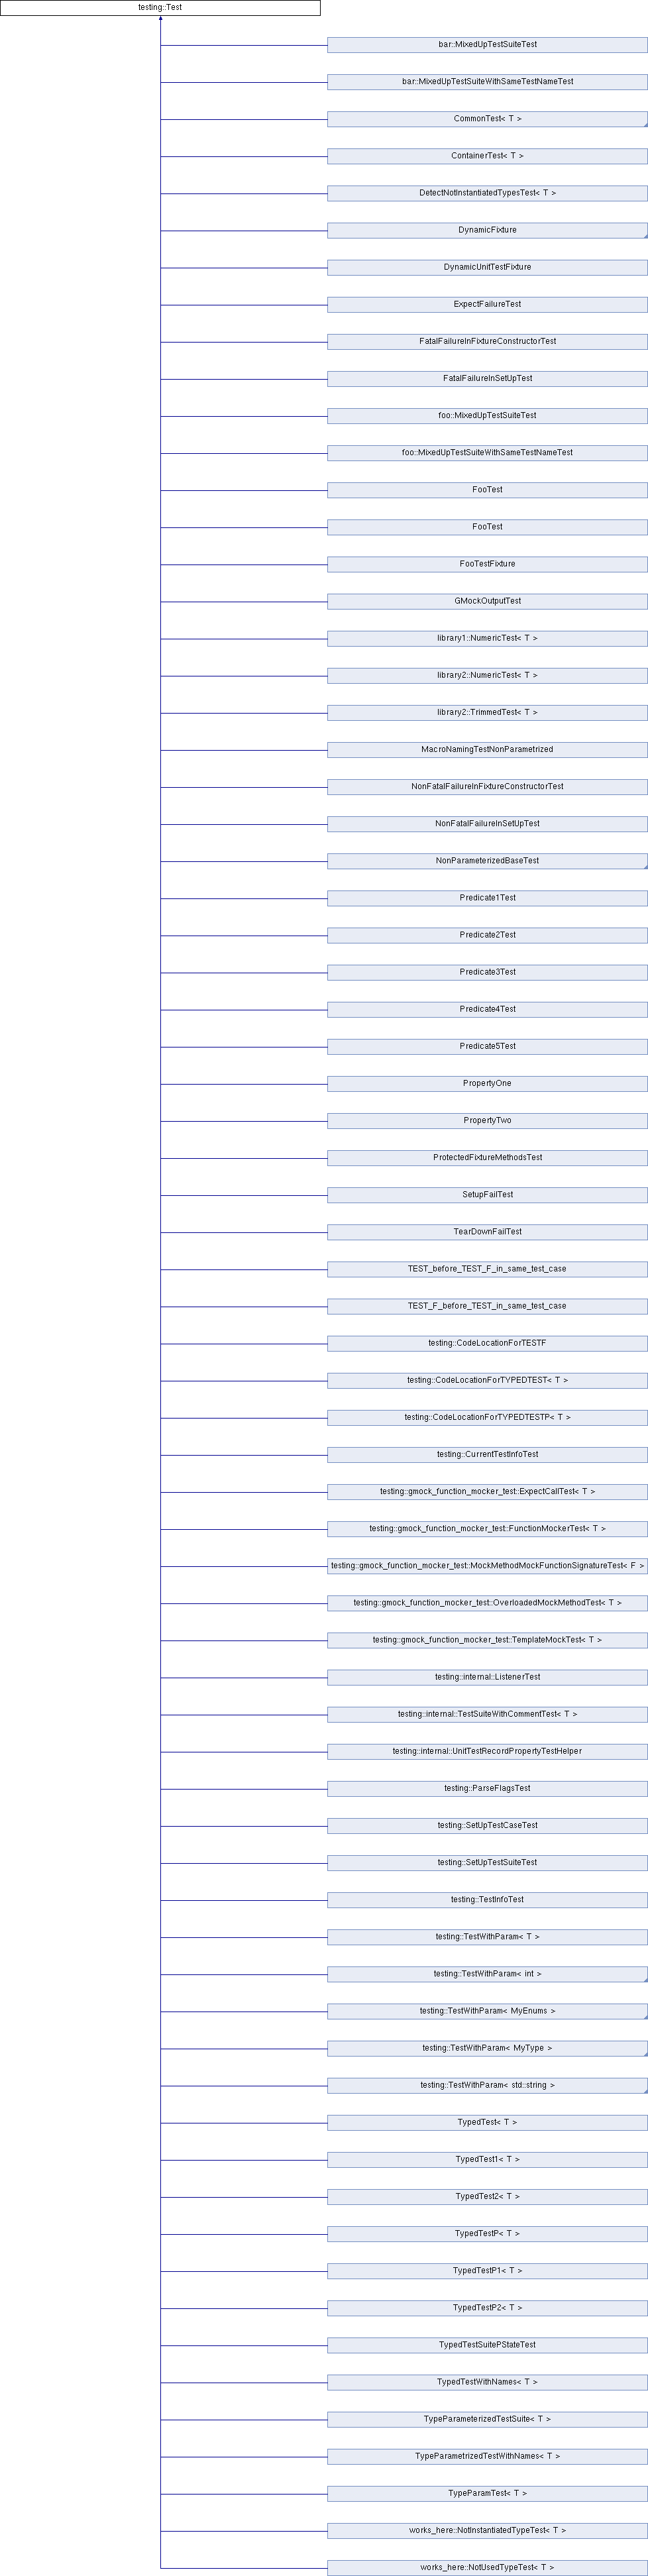 testing::Test
bar::MixedUpTestSuiteTest
bar::MixedUpTestSuiteWithSameTestNameTest
CommonTest< T >
ContainerTest< T >
DetectNotInstantiatedTypesTest< T >
DynamicFixture
DynamicUnitTestFixture
ExpectFailureTest
FatalFailureInFixtureConstructorTest
FatalFailureInSetUpTest
foo::MixedUpTestSuiteTest
foo::MixedUpTestSuiteWithSameTestNameTest
FooTest
FooTest
FooTestFixture
GMockOutputTest
library1::NumericTest< T >
library2::NumericTest< T >
library2::TrimmedTest< T >
MacroNamingTestNonParametrized
NonFatalFailureInFixtureConstructorTest
NonFatalFailureInSetUpTest
NonParameterizedBaseTest
Predicate1Test
Predicate2Test
Predicate3Test
Predicate4Test
Predicate5Test
PropertyOne
PropertyTwo
ProtectedFixtureMethodsTest
SetupFailTest
TearDownFailTest
TEST_before_TEST_F_in_same_test_case
TEST_F_before_TEST_in_same_test_case
testing::CodeLocationForTESTF
testing::CodeLocationForTYPEDTEST< T >
testing::CodeLocationForTYPEDTESTP< T >
testing::CurrentTestInfoTest
testing::gmock_function_mocker_test::ExpectCallTest< T >
testing::gmock_function_mocker_test::FunctionMockerTest< T >
testing::gmock_function_mocker_test::MockMethodMockFunctionSignatureTest< F >
testing::gmock_function_mocker_test::OverloadedMockMethodTest< T >
testing::gmock_function_mocker_test::TemplateMockTest< T >
testing::internal::ListenerTest
testing::internal::TestSuiteWithCommentTest< T >
testing::internal::UnitTestRecordPropertyTestHelper
testing::ParseFlagsTest
testing::SetUpTestCaseTest
testing::SetUpTestSuiteTest
testing::TestInfoTest
testing::TestWithParam< T >
testing::TestWithParam< int >
testing::TestWithParam< MyEnums >
testing::TestWithParam< MyType >
testing::TestWithParam< std::string >
TypedTest< T >
TypedTest1< T >
TypedTest2< T >
TypedTestP< T >
TypedTestP1< T >
TypedTestP2< T >
TypedTestSuitePStateTest
TypedTestWithNames< T >
TypeParameterizedTestSuite< T >
TypeParametrizedTestWithNames< T >
TypeParamTest< T >
works_here::NotInstantiatedTypeTest< T >
works_here::NotUsedTypeTest< T >